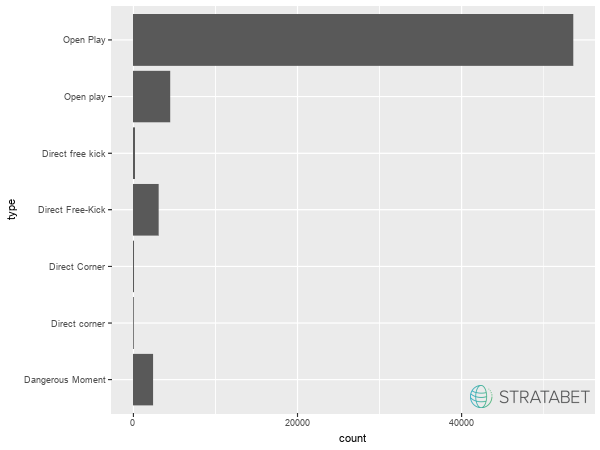 Open Play
Open play
Direct free kick
Direct Free-Kick
Direct Corner
Direct corner
Dangerous Moment
type
0 20000 40000
count
STRATABET